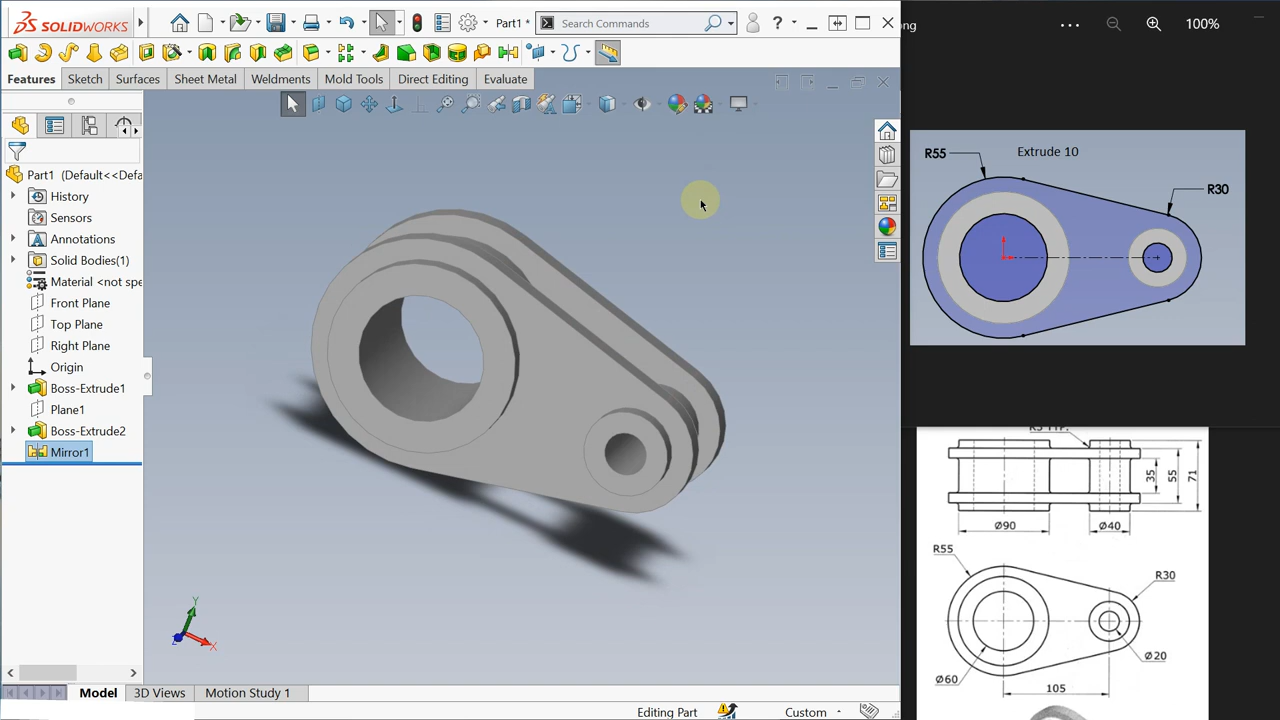 SOLIDWORKS
Part1 *
Search Commands
?
ng
100%
Features
Sketch
Surfaces
Sheet Metal
Weldments
Mold Tools
Direct Editing
Evaluate
Part1 (Default<<Defa
History
Sensors
Annotations
Solid Bodies(1)
Material <not spe
Front Plane
Top Plane
Right Plane
Origin
Boss-Extrude1
Plane1
Boss-Extrude2
Mirror1
Y
X
Z
Model
3D Views
Motion Study 1
Editing Part
Custom
R55
Extrude 10
R30
R3 TYP.
35
55
71
Ø90
Ø40
R55
R30
Ø20
Ø60
105